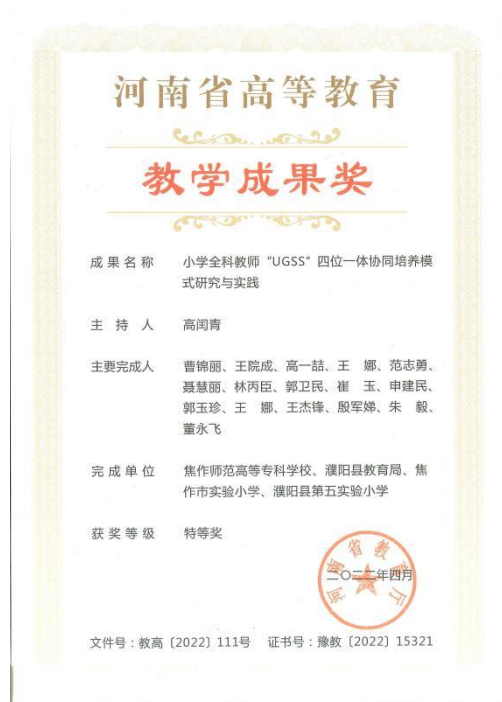 河南省高等教育
教学成果奖
成果名称 小学全科教师“UGSS”四位一体协同培养模
式研究与实践
主持人 高闰青
主要完成人 曹锦丽、王院成、高一喆、王 娜、范志勇、
聂慧丽、林丙臣、郭卫民、崔 玉、申建民、
郭玉珍、王 娜、王杰锋、殷军娣、朱 毅、
董永飞
完成单位 焦作师范高等专科学校、濮阳县教育局、焦
作市实验小学、濮阳县第五实验小学
获奖等级 特等奖
河南省教育厅
二〇二二年四月
文件号：教高〔2022〕111号 证书号：豫教〔2022〕15321